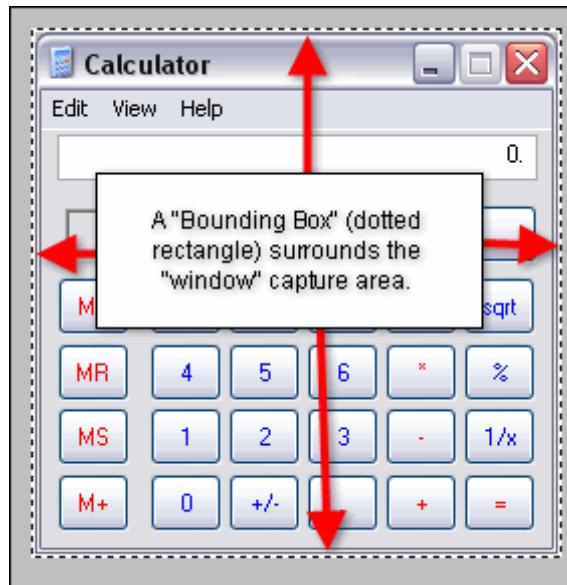 Calculator
Edit View Help
0.
A "Bounding Box" (dotted
rectangle) surrounds the
"window" capture area.
sqrt
MR 4 5 6 * %
MS 1 2 3 - 1/x
M+ 0 +/- + =